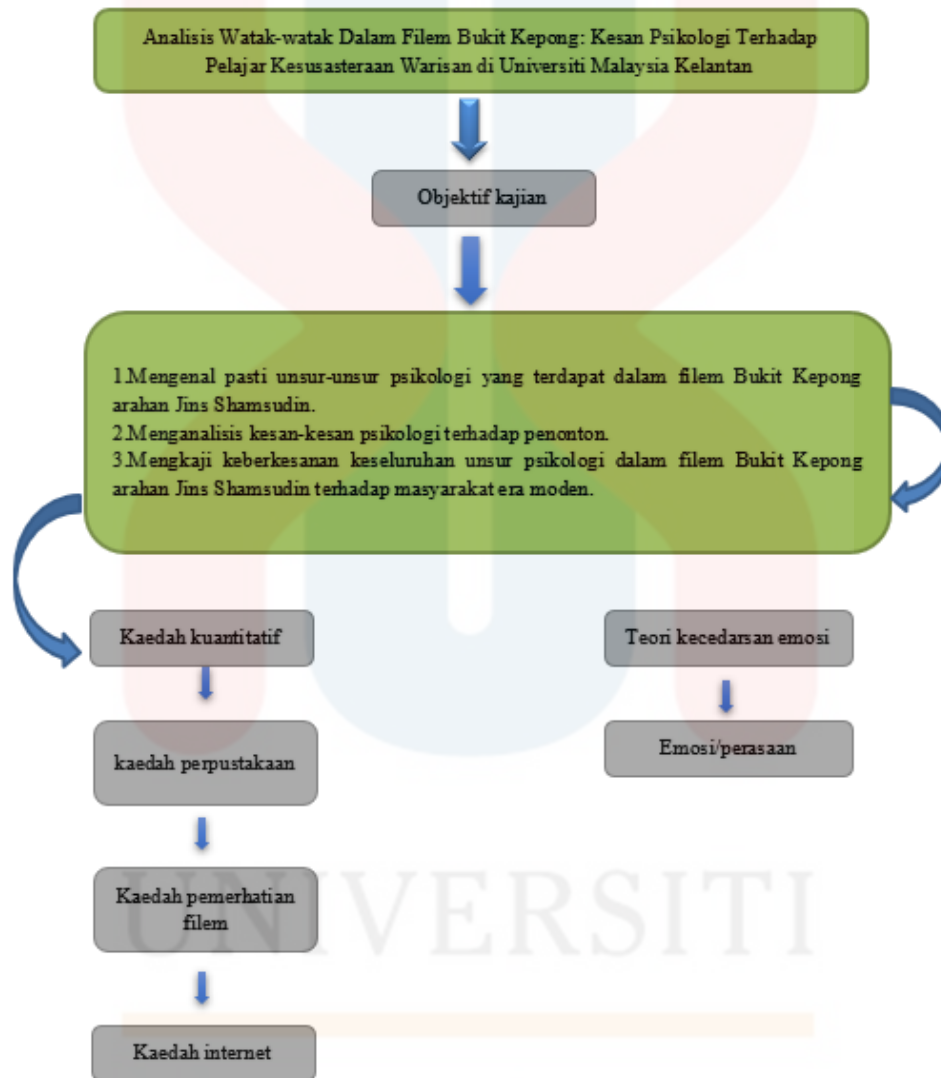 Analisis Watak-watak Dalam Filem Bukit Kepong: Kesan Psikologi Terhadap
Pelajar Kesusasteraan Warisan di Universiti Malaysia Kelantan
Objektif kajian
1.Mengenal pasti unsur-unsur psikologi yang terdapat dalam filem Bukit Kepong
arahan Jins Shamsudin.
2.Menganalisis kesan-kesan psikologi terhadap penonton.
3.Mengkaji keberkesanan keseluruhan unsur psikologi dalam filem Bukit Kepong
arahan Jins Shamsudin terhadap masyarakat era moden.
Kaedah kuantitatif
kaedah perpustakaan
Kaedah pemerhatian
filem
Kaedah internet
Teori kecedarsan emosi
Emosi/perasaan
UNIVERSITI